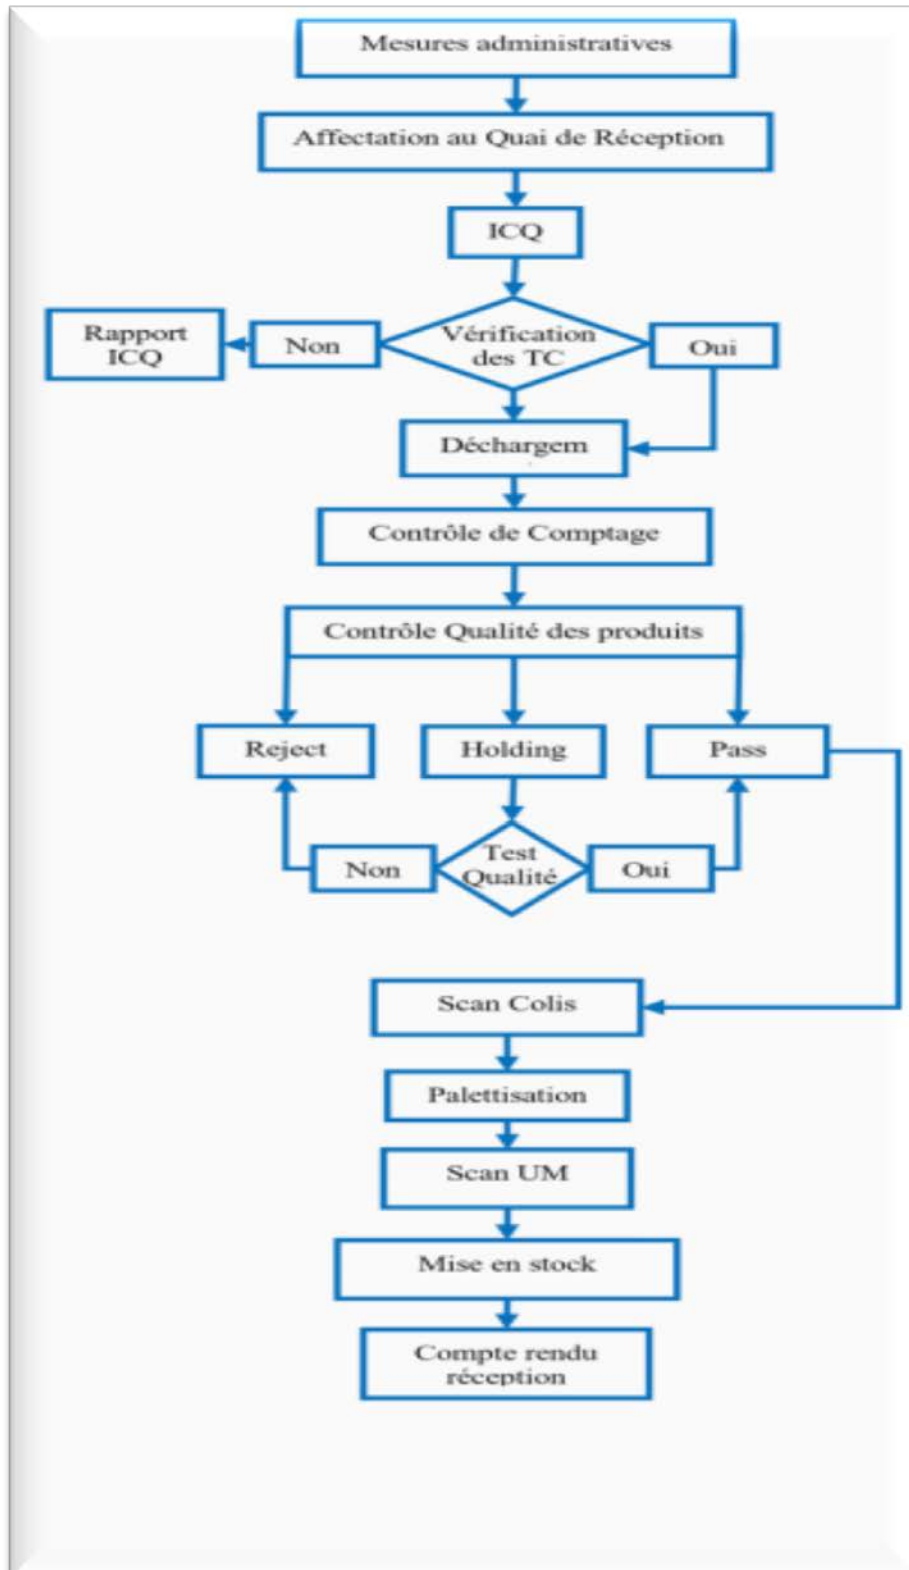 Mesures administratives
Affectation au Quai de Réception
ICQ
Rapport
ICQ
Non
Vérification
des TC
Oui
Déchargem
Contrôle de Comptage
Contrôle Qualité des produits
Reject
Holding
Pass
Non
Test
Qualité
Oui
Scan Colis
Palettisation
Scan UM
Mise en stock
Compte rendu
réception